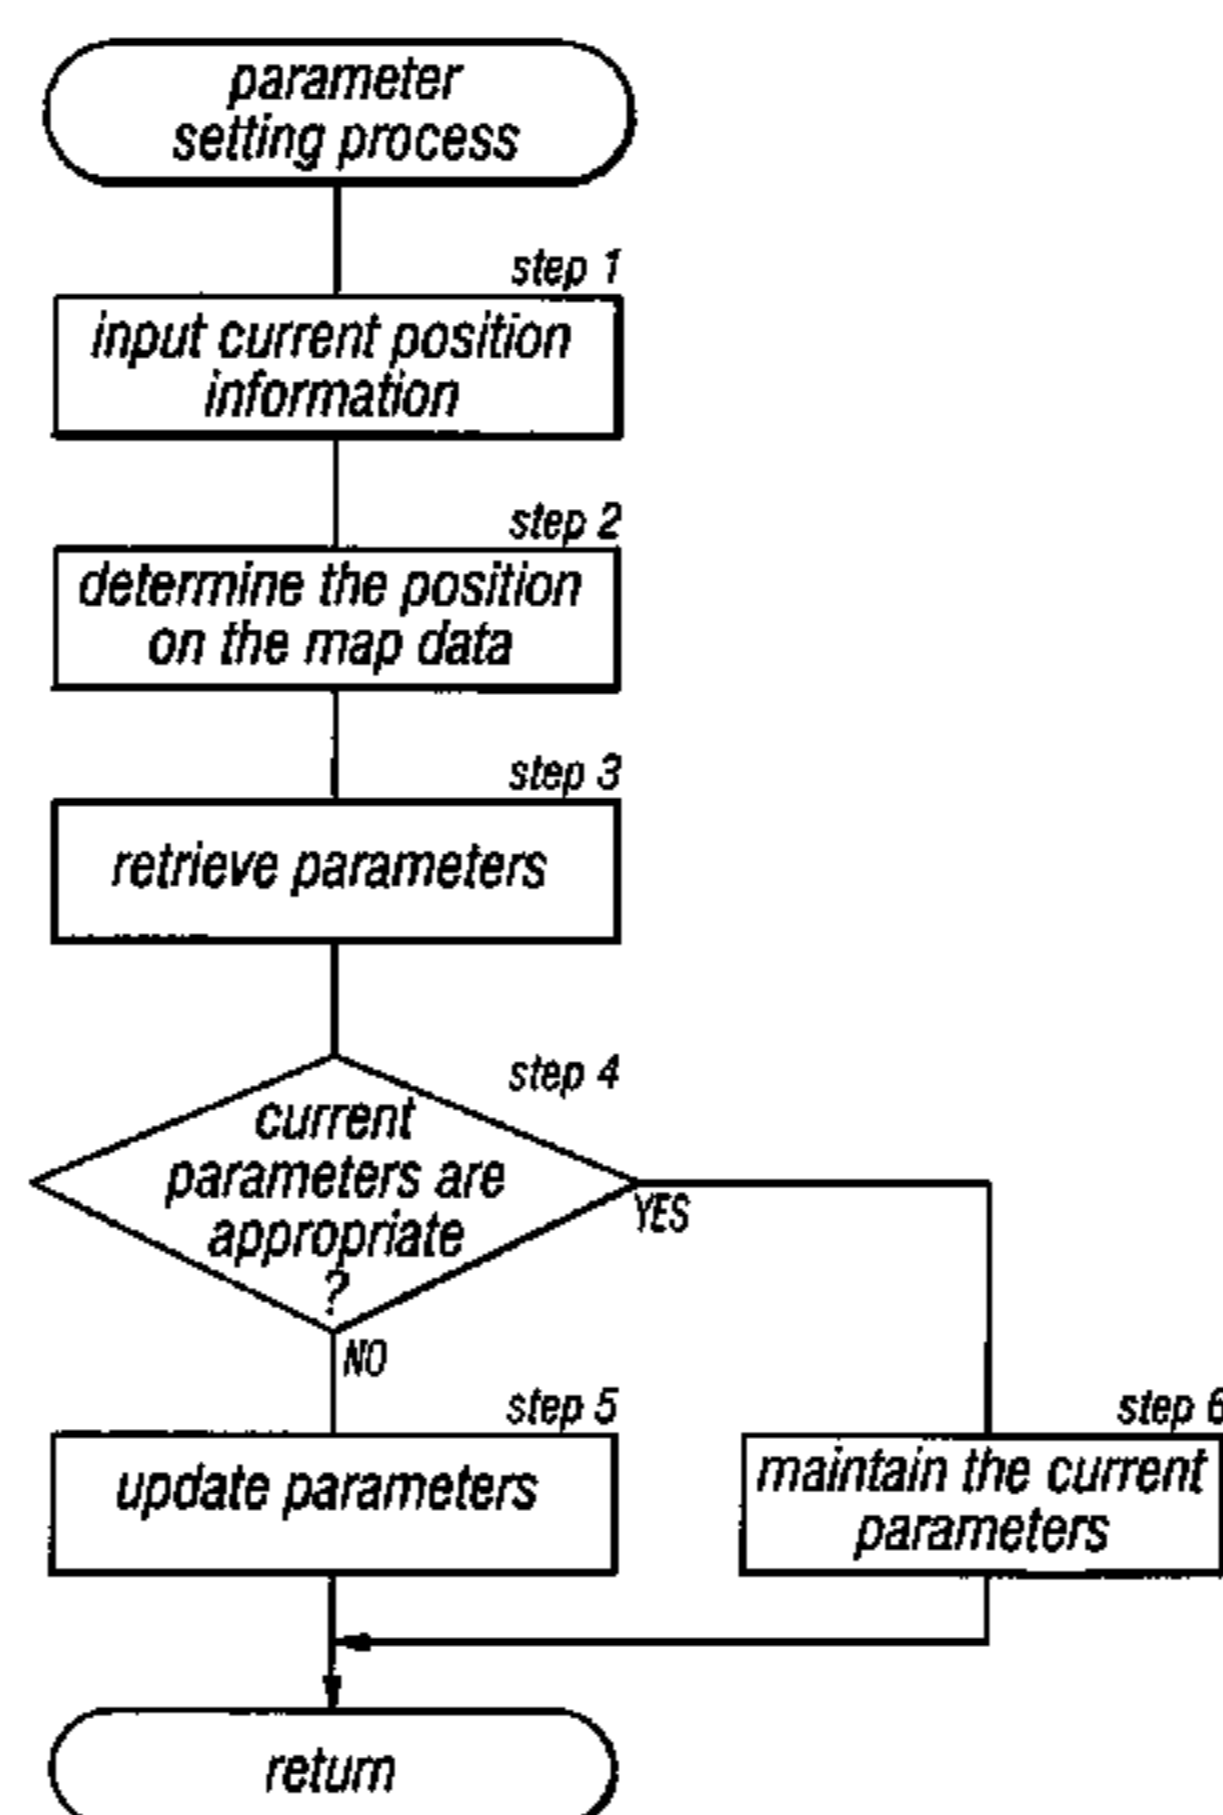 parameter
setting process
step 1
input current position
information
step 2
determine the position
on the map data
step 3
retrieve parameters
step 4
current
parameters are
appropriate
?
YES
NO
step 5
update parameters
step 6
maintain the current
parameters
return